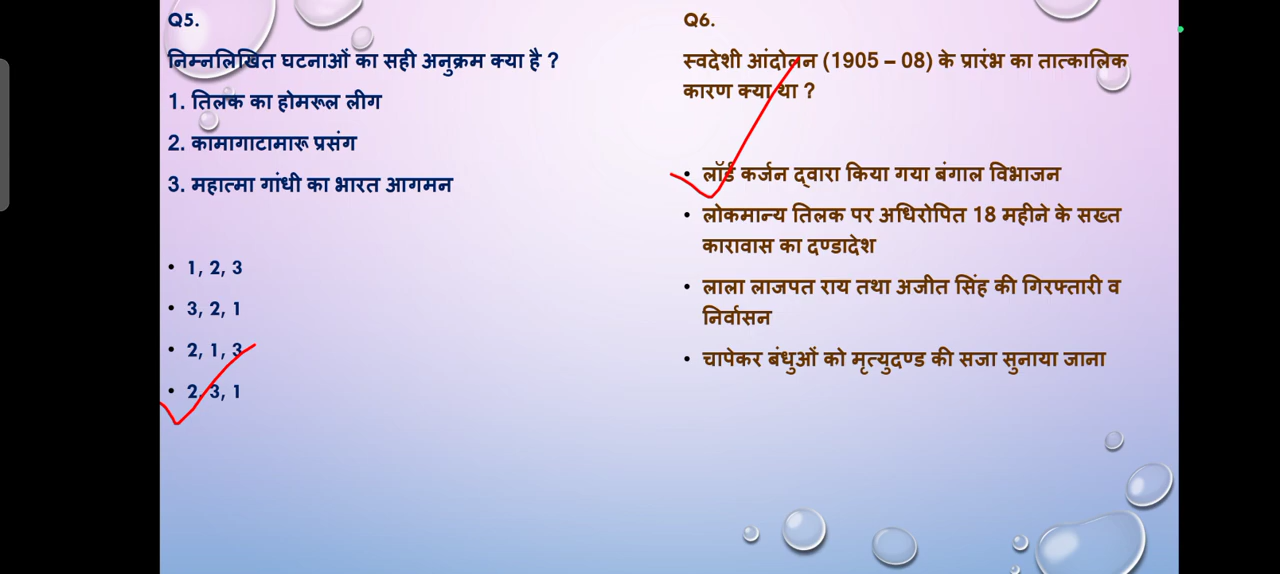 Q5.
निम्नलिखित घटनाओं का सही अनुक्रम क्या है ?
1. तिलक का होमरूल लीग
2. कामागाटामारू प्रसंग
3. महात्मा गांधी का भारत आगमन
• 1, 2, 3
• 3, 2, 1
• 2, 1, 3
• 2, 3, 1
Q6.
स्वदेशी आंदोलन (1905 – 08) के प्रारंभ का तात्कालिक
कारण क्या था ?
• लॉर्ड कर्जन द्वारा किया गया बंगाल विभाजन
• लोकमान्य तिलक पर अधिरोपित 18 महीने के सख्त
कारावास का दण्डादेश
• लाला लाजपत राय तथा अजीत सिंह की गिरफ्तारी व
निर्वासन
• चापेकर बंधुओं को मृत्युदण्ड की सजा सुनाया जाना